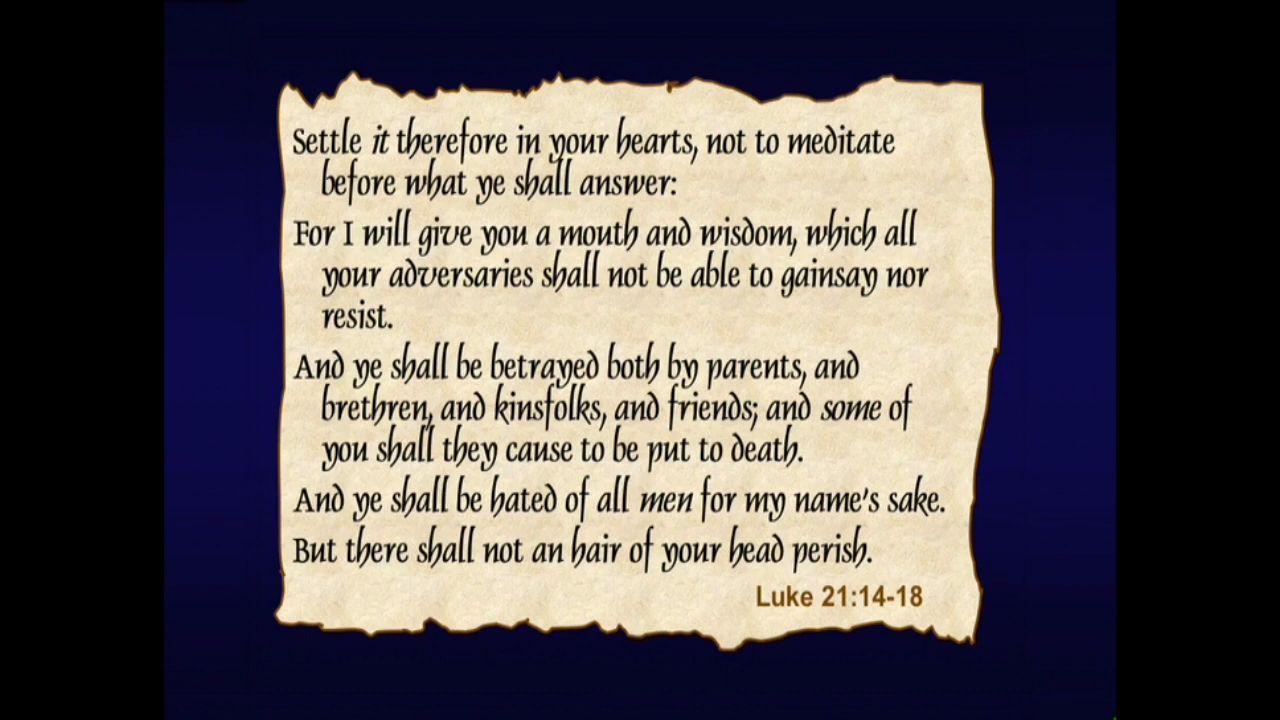 Settle it therefore in your hearts, not to meditate
before what ye shall answer:
For I will give you a mouth and wisdom, which all
your adversaries shall not be able to gainsay nor
resist.
And ye shall be betrayed both by parents, and
brethren, and kinsfolks, and friends; and some of
you shall they cause to be put to death.
And ye shall be hated of all men for my name's sake.
But there shall not an hair of your head perish.
Luke 21:14-18